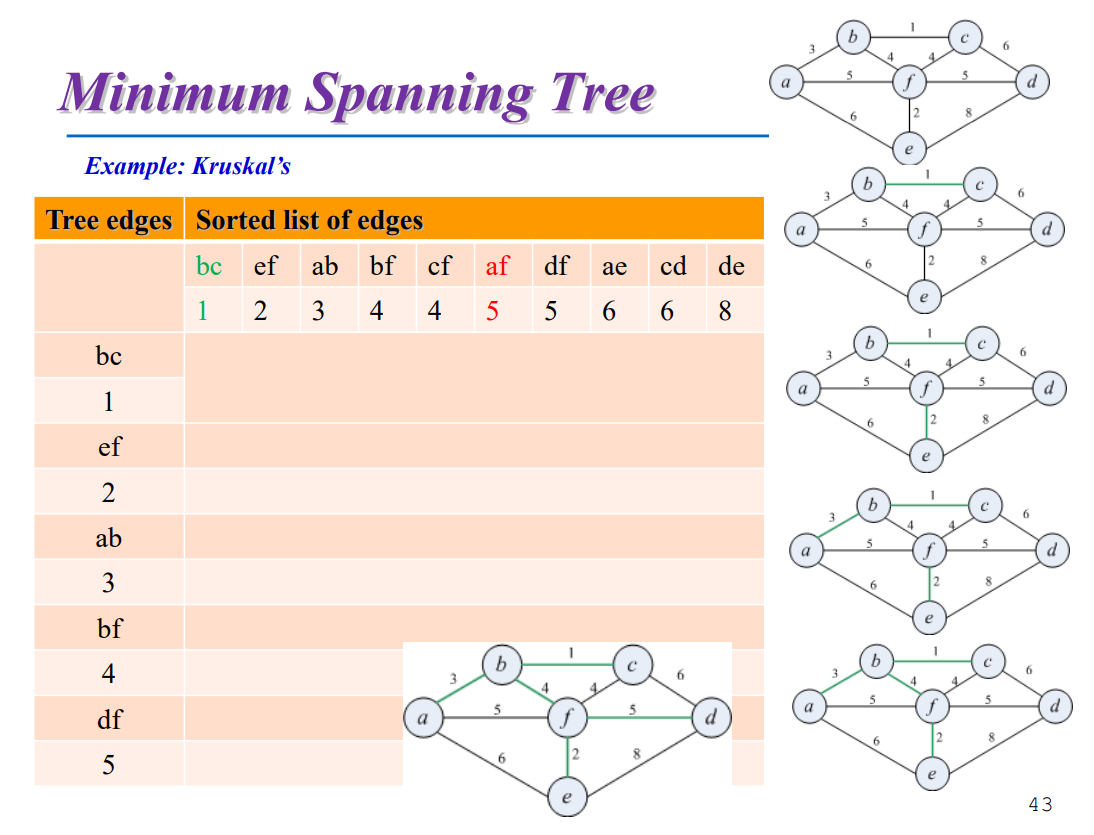 Minimum Spanning Tree
Example: Kruskal's
Tree edges Sorted list of edges
bc ef ab bf cf af df ae cd de
1 2 3 4 4 5 5 6 6 8
bc
1
ef
2
ab
3
bf
4
df
5
b 1 c
3 4 4 6
a 5 f 5 d
6 2 8
e
b 1 c
3 4 4 6
a 5 f 5 d
6 2 8
e
b 1 c
3 4 4 6
a 5 f 5 d
6 2 8
e
b 1 c
3 4 4 6
a 5 f 5 d
6 2 8
e
b 1 c
3 4 4 6
a 5 f 5 d
6 2 8
e
b 1 c
3 4 4 6
a 5 f 5 d
6 2 8
e
43